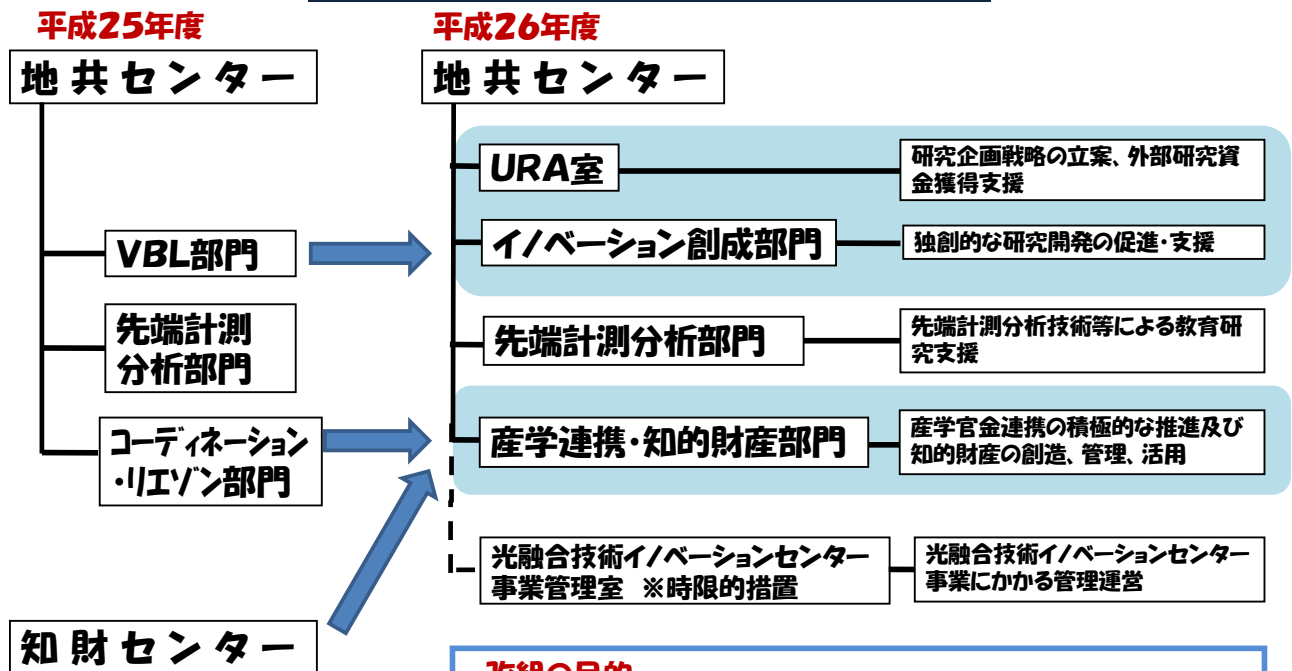 平成25年度
地共センター
VBL部門
先端計測
分析部門
コーディネーション
・リエゾン部門
知財センター
平成26年度
地共センター
URA室
研究企画戦略の立案、外部研究資
金獲得支援
イノベーション創成部門
独創的な研究開発の促進・支援
先端計測分析部門
先端計測分析技術等による教育研
究支援
産学連携・知的財産部門
産学官金連携の積極的な推進及び
知的財産の創造、管理、活用
光融合技術イノベーションセンター
事業管理室 ※時限的措置
光融合技術イノベーションセンター
事業にかかる管理運営
改組の目的